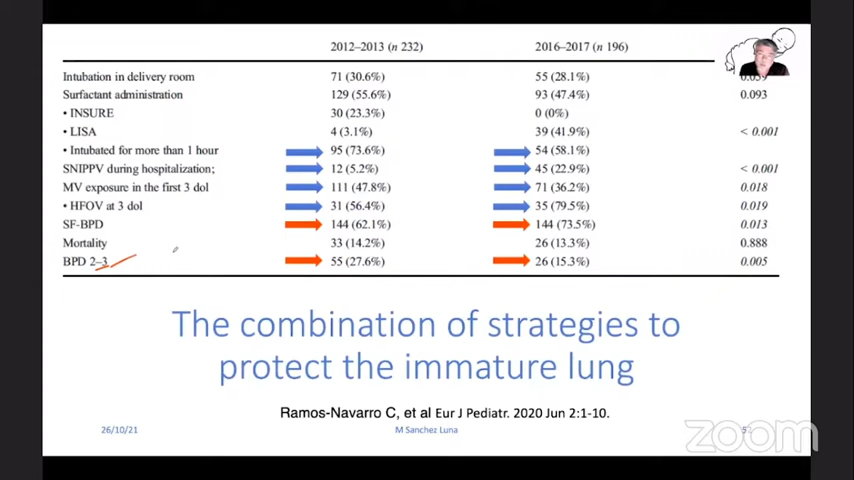 2012–2013 (n 232) 2016–2017 (n 196)
Intubation in delivery room 71 (30.6%) 55 (28.1%) 0.039
Surfactant administration 129 (55.6%) 93 (47.4%) 0.093
• INSURE 30 (23.3%) 0 (0%)
• LISA 4 (3.1%) 39 (41.9%) < 0.001
• Intubated for more than 1 hour 95 (73.6%) 54 (58.1%)
SNIPPV during hospitalization; 12 (5.2%) 45 (22.9%) < 0.001
MV exposure in the first 3 dol 111 (47.8%) 71 (36.2%) 0.018
• HFOV at 3 dol 31 (56.4%) 35 (79.5%) 0.019
SF-BPD 144 (62.1%) 144 (73.5%) 0.013
Mortality 33 (14.2%) 26 (13.3%) 0.888
BPD 2–3 55 (27.6%) 26 (15.3%) 0.005
The combination of strategies to
protect the immature lung
Ramos-Navarro C, et al Eur J Pediatr. 2020 Jun 2:1-10.
26/10/21 M Sanchez Luna 52
zoom